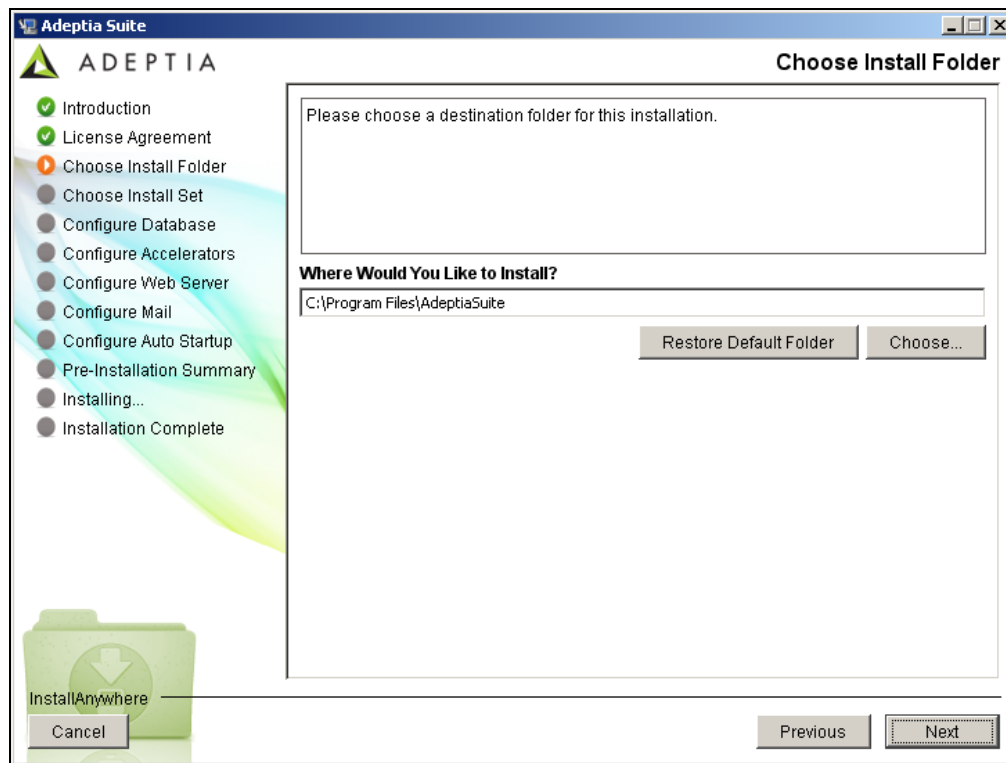 Adeptia Suite
ADEPTIA
Choose Install Folder
Introduction
License Agreement
Choose Install Folder
Choose Install Set
Configure Database
Configure Accelerators
Configure Web Server
Configure Mail
Configure Auto Startup
Pre-Installation Summary
Installing...
Installation Complete
Please choose a destination folder for this installation.
Where Would You Like to Install?
C:\Program Files\AdeptiaSuite
Restore Default Folder
Choose...
InstallAnywhere
Cancel
Previous
Next